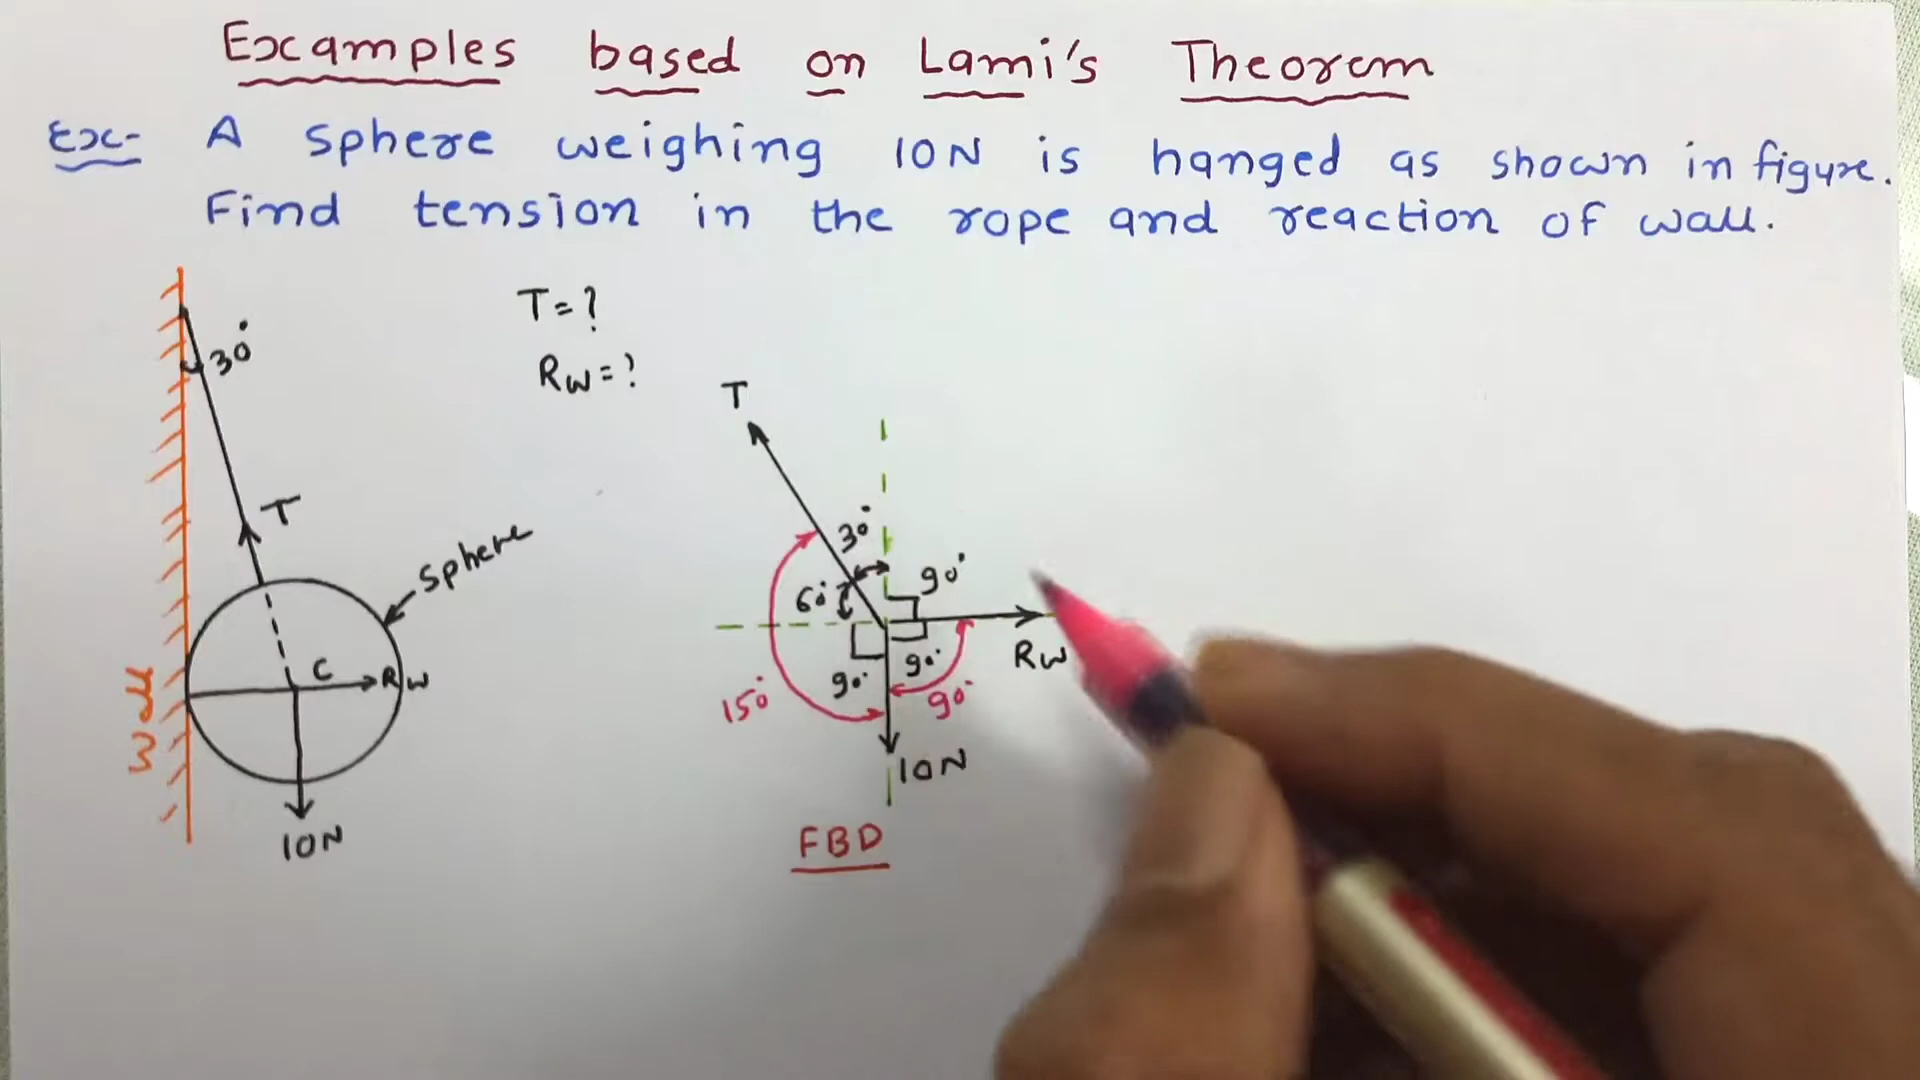 Examples based on Lami's Theorem
Ex- A sphere weighing 10N is hanged as shown in figure.
Find tension in the rope and reaction of wall.
30°
T
sphere
C
RW
Wall
10N
T=?
RW=?
T
30°
60°
90°
90°
90°
150°
90°
RW
10N
FBD